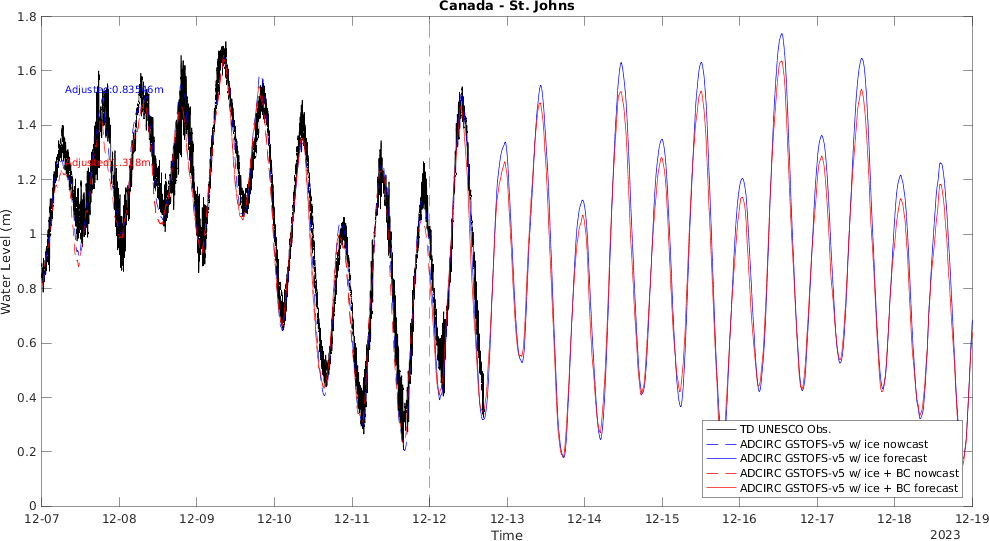 Canada - St. Johns
1.8
1.6
1.4
1.2
1
0.8
0.6
0.4
0.2
0
Water Level (m)
TD UNESCO Obs.
ADCIRC GSTOFS-v5 w/ ice nowcast
ADCIRC GSTOFS-v5 w/ ice forecast
ADCIRC GSTOFS-v5 w/ ice + BC nowcast
ADCIRC GSTOFS-v5 w/ ice + BC forecast
12-07 12-08 12-09 12-10 12-11 12-12 12-13 12-14 12-15 12-16 12-17 12-18 12-19
Time
2023